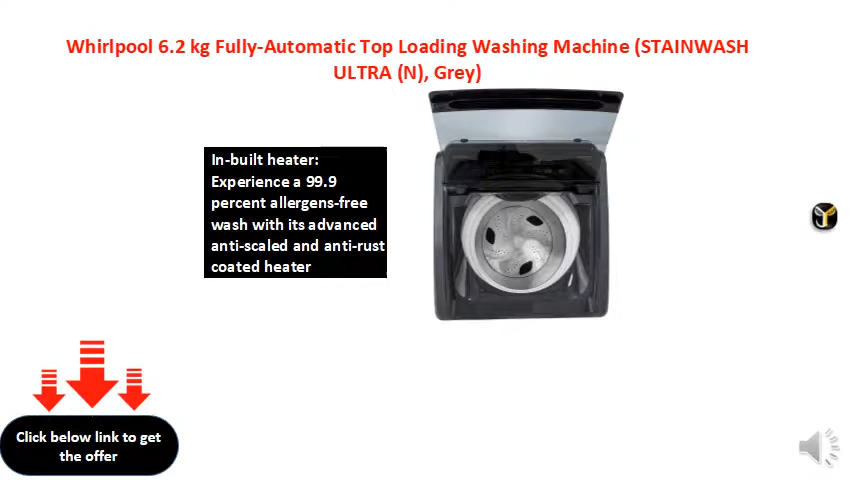 Whirlpool 6.2 kg Fully-Automatic Top Loading Washing Machine (STAINWASH
ULTRA (N), Grey)
In-built heater:
Experience a 99.9
percent allergens-free
wash with its advanced
anti-scaled and anti-rust
coated heater
Click below link to get
the offer